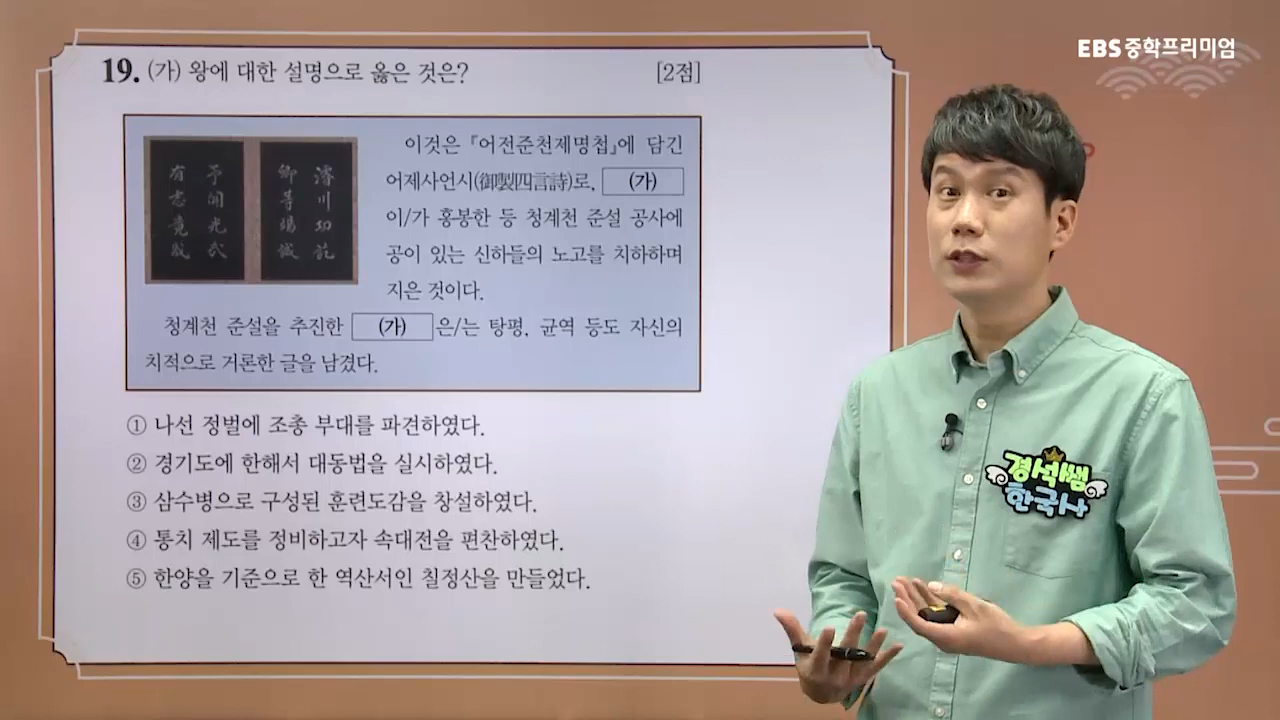 EBS 중학프리미엄
19. (가) 왕에 대한 설명으로 옳은 것은? [2점]
이것은 『어전준천제명첩』에 담긴
어제사언시(御製四言詩)로, (가)
이/가 홍봉한 등 청계천 준설 공사에
공이 있는 신하들의 노고를 치하하며
지은 것이다.
청계천 준설을 추진한 (가) 은/는 탕평, 균역 등도 자신의
치적으로 거론한 글을 남겼다.
① 나선 정벌에 조총 부대를 파견하였다.
② 경기도에 한해서 대동법을 실시하였다.
③ 삼수병으로 구성된 훈련도감을 창설하였다.
④ 통치 제도를 정비하고자 속대전을 편찬하였다.
⑤ 한양을 기준으로 한 역산서인 칠정산을 만들었다.
경석쌤
한국사